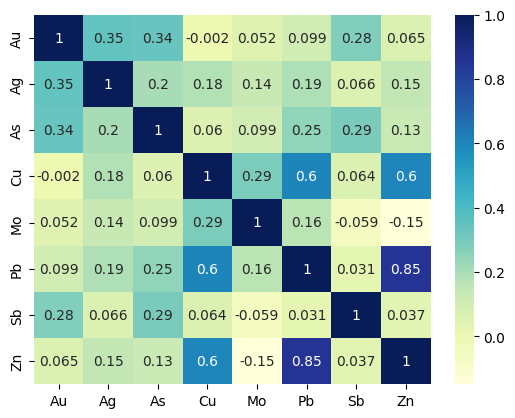 Au 1 0.35 0.34 -0.002 0.052 0.099 0.28 0.065
Ag 0.35 1 0.2 0.18 0.14 0.19 0.066 0.15
As 0.34 0.2 1 0.06 0.099 0.25 0.29 0.13
Cu -0.002 0.18 0.06 1 0.29 0.6 0.064 0.6
Mo 0.052 0.14 0.099 0.29 1 0.16 -0.059 -0.15
Pb 0.099 0.19 0.25 0.6 0.16 1 0.031 0.85
Sb 0.28 0.066 0.29 0.064 -0.059 0.031 1 0.037
Zn 0.065 0.15 0.13 0.6 -0.15 0.85 0.037 1
Au Ag As Cu Mo Pb Sb Zn
1.0
0.8
0.6
0.4
0.2
0.0